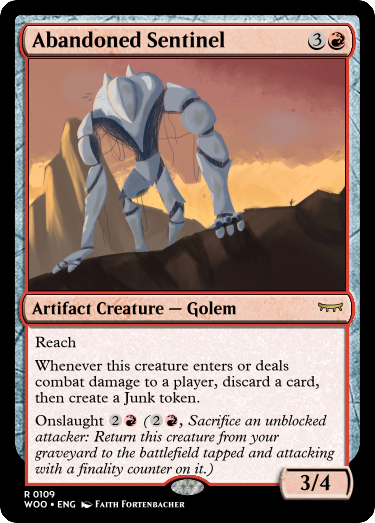 Abandoned Sentinel 3
Artifact Creature — Golem
Reach
Whenever this creature enters or deals
combat damage to a player, discard a card,
then create a Junk token.
Onslaught 2 (2, Sacrifice an unblocked
attacker: Return this creature from your
graveyard to the battlefield tapped and attacking
with a finality counter on it.)
3/4
R 0109
WOO • ENG Faith Fortenbacher